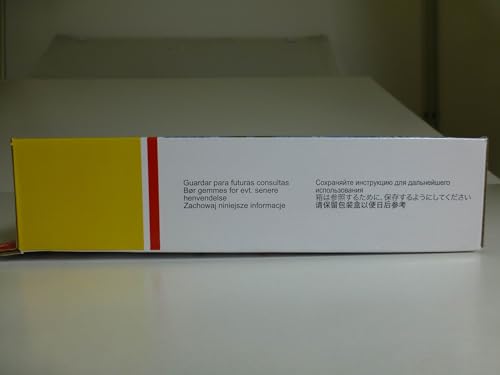 Guardar para futuras consultas
Bør gemmes for evt. senere
henvendelse
Zachowaj niniejsze informacje
Сохраняйте инструкцию для дальнейшего
использования
箱は参照するために、保存するようにしてください
请保留包装盒以便日后参考